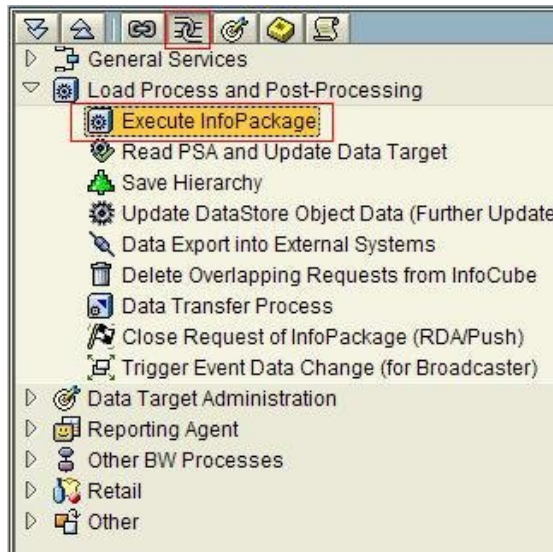 General Services
Load Process and Post-Processing
Execute InfoPackage
Read PSA and Update Data Target
Save Hierarchy
Update DataStore Object Data (Further Update
Data Export into External Systems
Delete Overlapping Requests from InfoCube
Data Transfer Process
Close Request of InfoPackage (RDA/Push)
Trigger Event Data Change (for Broadcaster)
Data Target Administration
Reporting Agent
Other BW Processes
Retail
Other